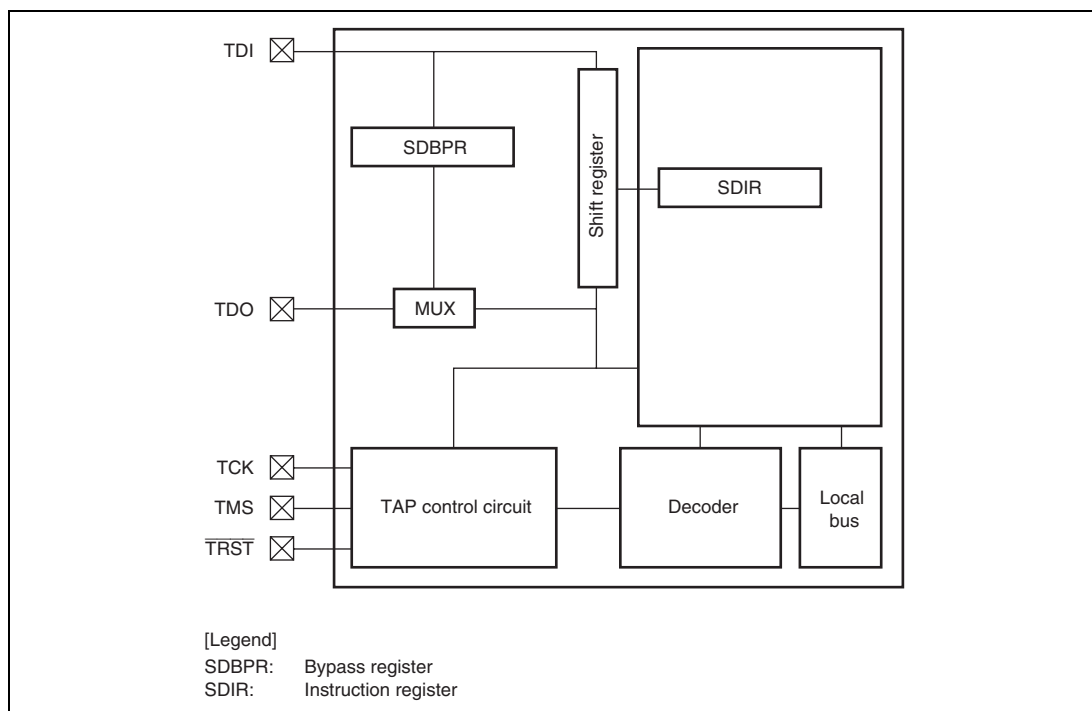 TDI
SDBPR
Shift register
SDIR
TDO
MUX
TCK
TMS
TRST
TAP control circuit
Decoder
Local
bus
[Legend]
SDBPR: Bypass register
SDIR: Instruction register